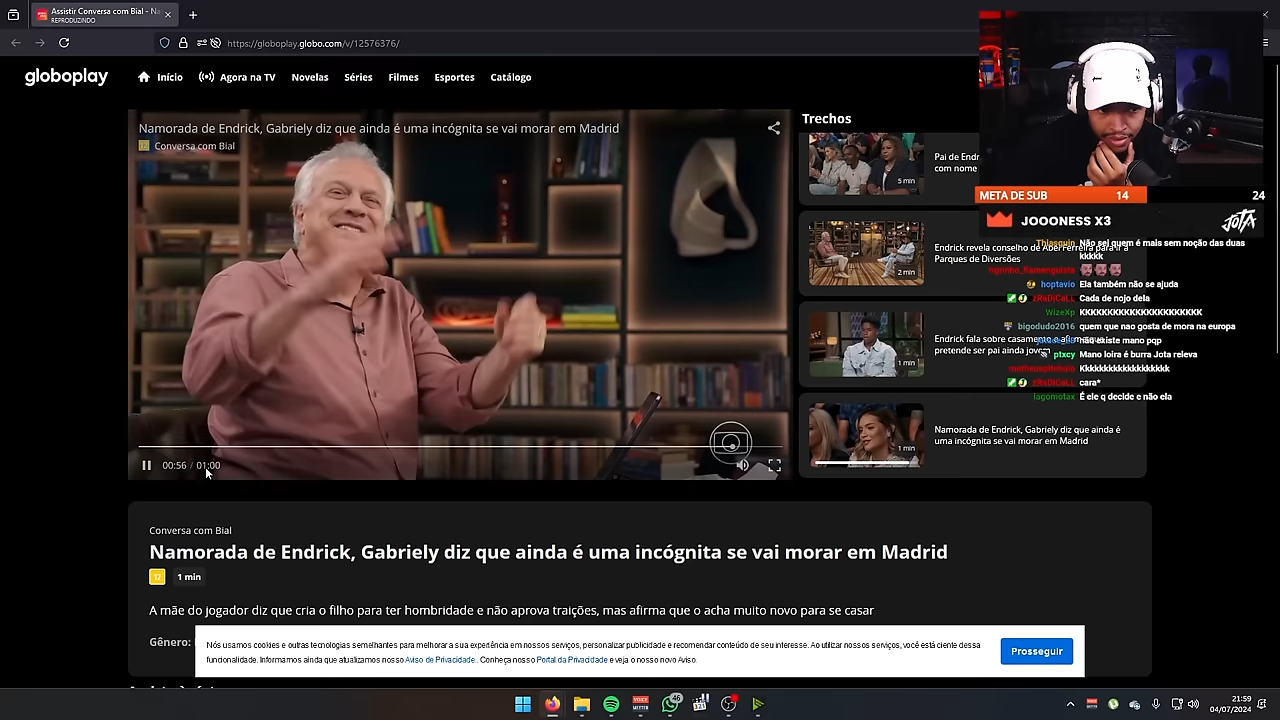 Assistir Conversa com Bial - Na
REPRODUZINDO
https://globoplay.globo.com/v/12576376/
globoplay
Início
Agora na TV
Novelas
Séries
Filmes
Esportes
Catálogo
Namorada de Endrick, Gabriely diz que ainda é uma incógnita se vai morar em Madrid
12
Conversa com Bial
00:56 / 01:00
Trechos
5 min
Pai de Endr
com nome
2 min
Endrick revela conselho de Abel Ferreira para ir a
Parques de Diversões
1 min
Endrick fala sobre casamento e afirma que
pretende ser pai ainda jovem
1 min
Namorada de Endrick, Gabriely diz que ainda é
uma incógnita se vai morar em Madrid
META DE SUB 14 24
JOOONESS X3
JOTA
Thiasquin Não sei quem é mais sem noção das duas
kkkkk
hoptavio Ela também não se ajuda
zRaDiCaLL Cada de nojo dela
WizeXp KKKKKKKKKKKKKKKKKKKKKKK
bigodudo2016 quem que nao gosta de mora na europa
não existe mano pqp
ptxcy Mano loira é burra Jota releva
Kkkkkkkkkkkkkkkkkk
zRaDiCaLL cara*
lagomotax É ele q decide e não ela
Conversa com Bial
Namorada de Endrick, Gabriely diz que ainda é uma incógnita se vai morar em Madrid
12
1 min
A mãe do jogador diz que cria o filho para ter hombridade e não aprova traições, mas afirma que o acha muito novo para se casar
Gênero:
Nós usamos cookies e outras tecnologias semelhantes para melhorar a sua experiência em nossos serviços, personalizar publicidade e recomendar conteúdo de seu interesse. Ao utilizar nossos serviços, você está ciente dessa
funcionalidade. Informamos ainda que atualizamos nosso Aviso de Privacidade. Conheça nosso Portal da Privacidade e veja o nosso novo Aviso.
Prosseguir
46
21:59
04/07/2024